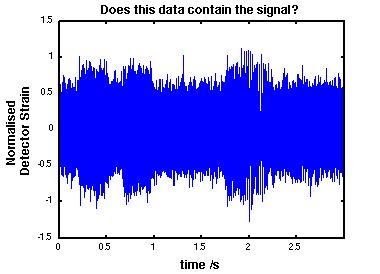 Does this data contain the signal?
1.5
1
0.5
0
-0.5
-1
-1.5
Normalised
Detector Strain
0 0.5 1 1.5 2 2.5
time /s